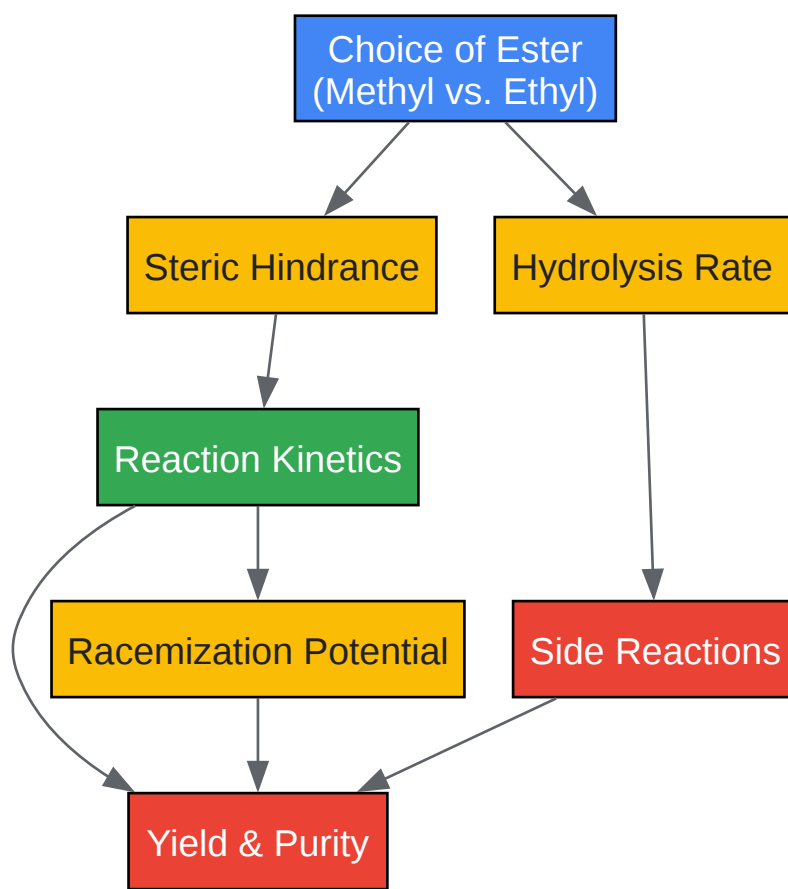 Choice of Ester
(Methyl vs. Ethyl)
Steric Hindrance
Hydrolysis Rate
Reaction Kinetics
Racemization Potential
Side Reactions
Yield & Purity